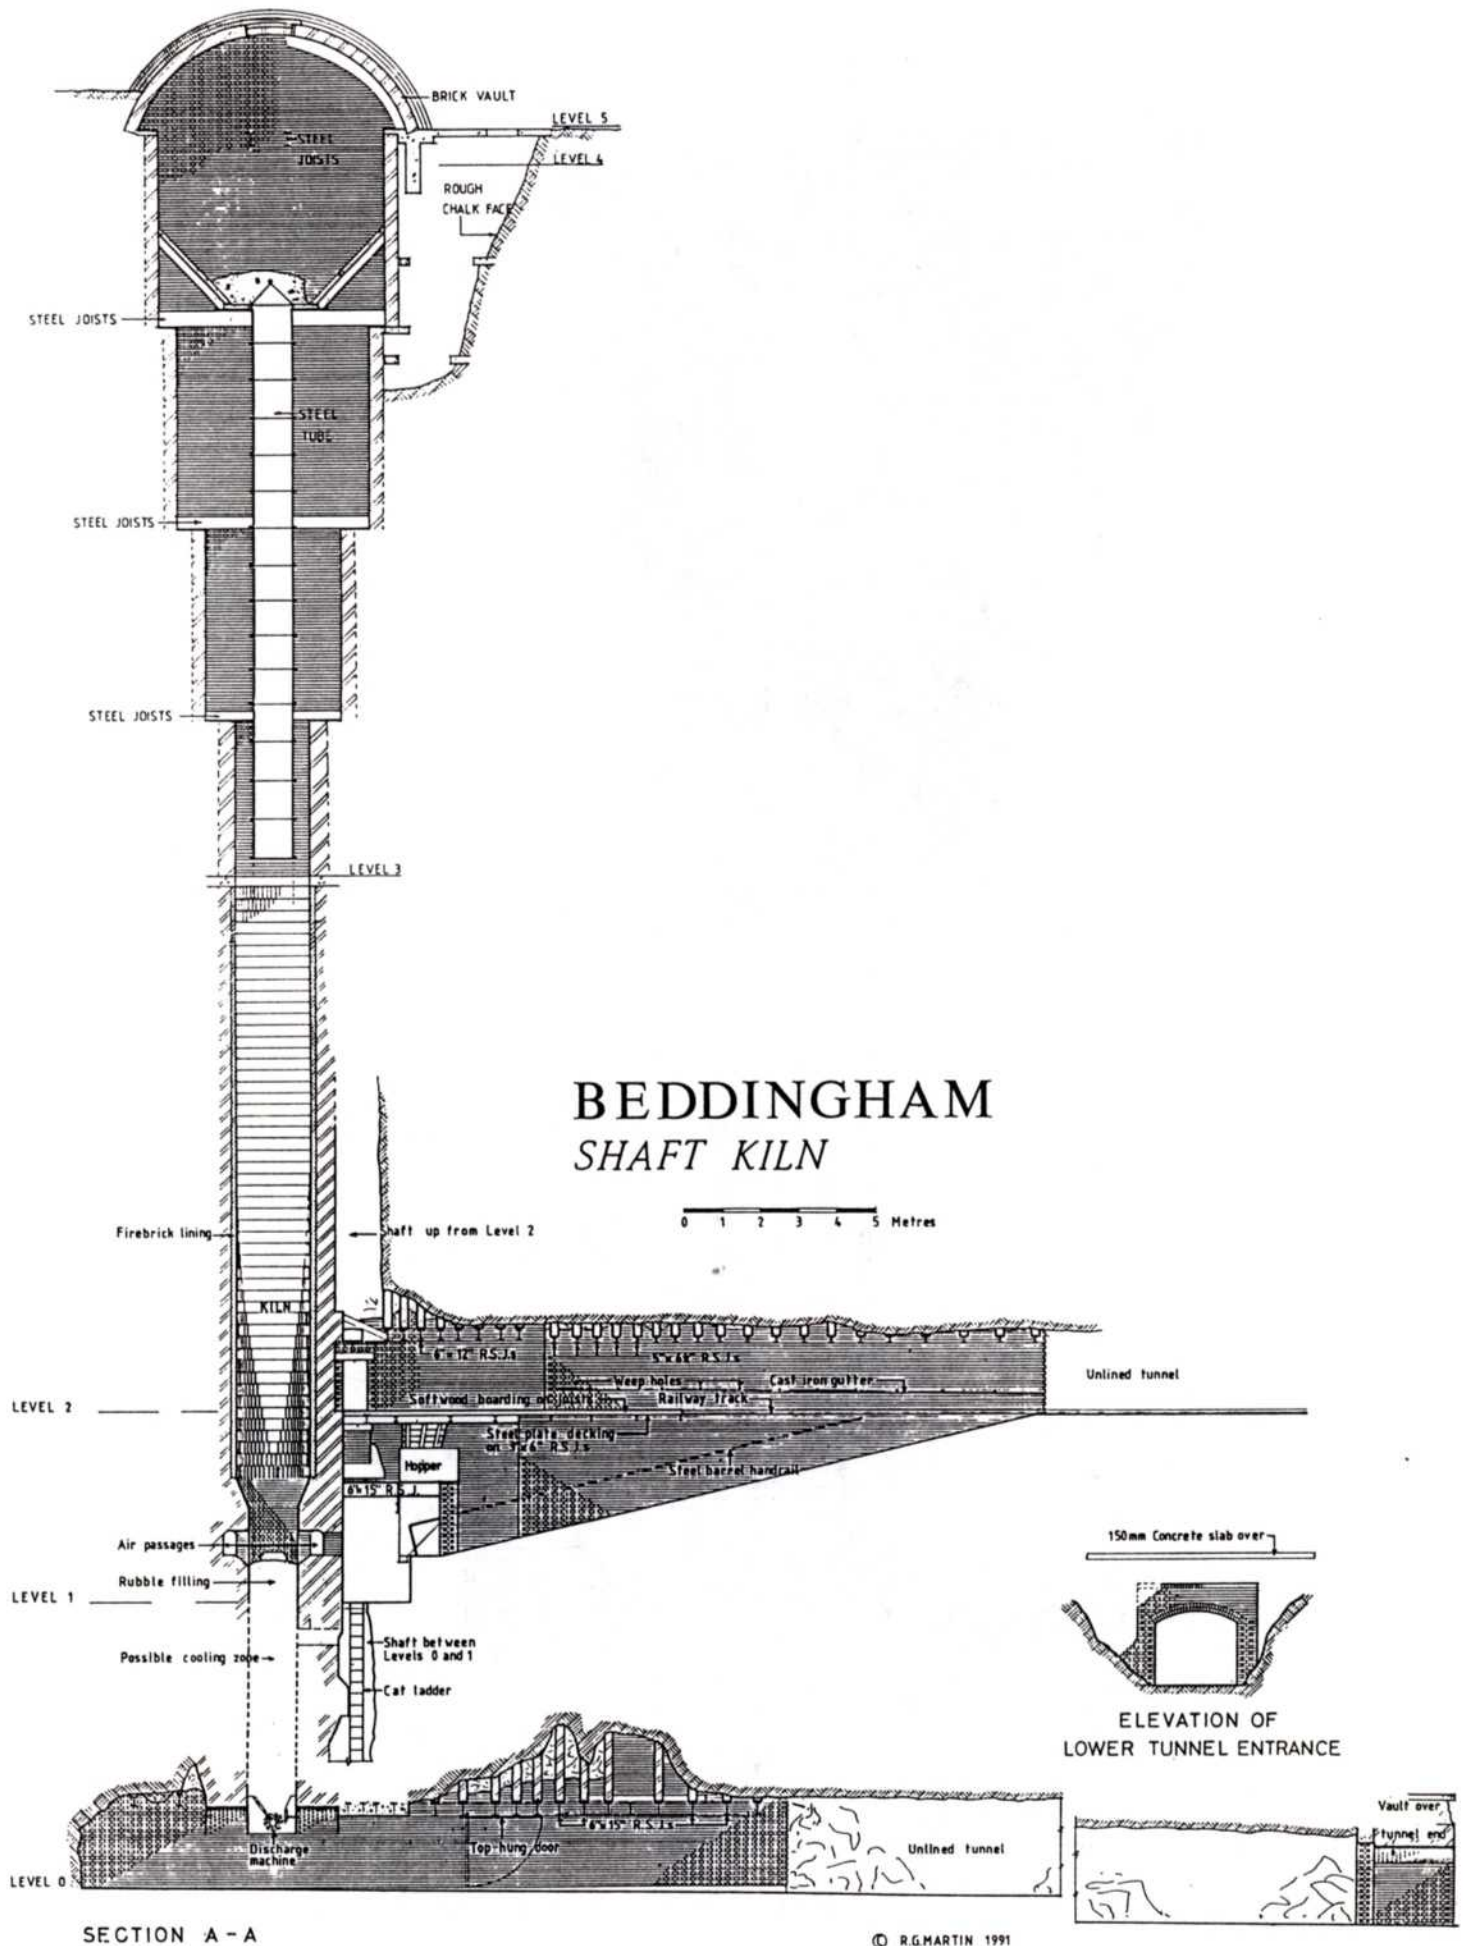 BRICK VAULT
LEVEL 5
STEEL
JOISTS
LEVEL 4
ROUGH
CHALK FACE
STEEL JOISTS
STEEL
TUBE
STEEL JOISTS
STEEL JOISTS
LEVEL 3
BEDDINGHAM
SHAFT KILN
0 1 2 3 4 5 Metres
Firebrick lining
Shaft up from Level 2
KILN
6" x 12" R.S.J.s
R.S.J.s
Weep holes
Cast iron gutter
Unlined tunnel
Softwood boarding on joists
Railway track
LEVEL 2
Steel plate decking
on 3"x6" R.S.J.s
Hopper
Steel barrel handrail
6"x15" R.S.J.
Air passages
150mm Concrete slab over
Rubble filling
LEVEL 1
Possible cooling zone
Shaft between
Levels 0 and 1
Cat ladder
ELEVATION OF
LOWER TUNNEL ENTRANCE
Vault over
tunnel end
6"x15" R.S.J.s
Discharge
machine
Top-hung door
Unlined tunnel
LEVEL 0
SECTION A-A
© R.G.MARTIN 1991